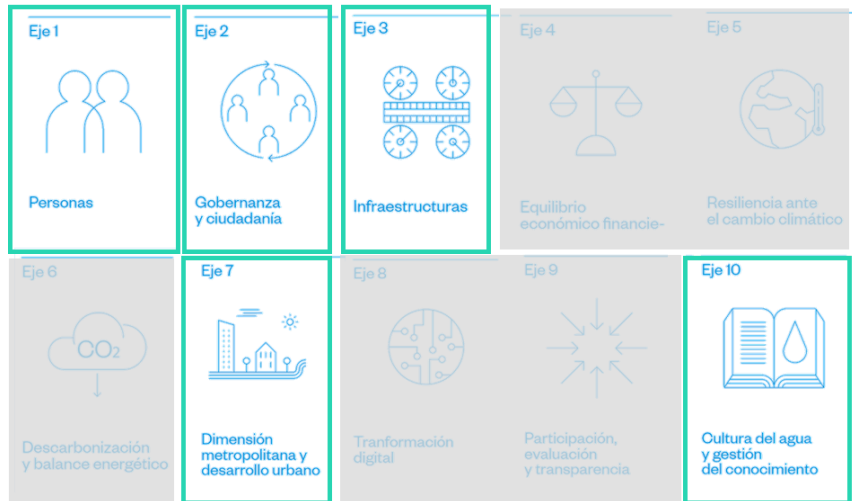 Eje 1
Eje 2
Eje 3
Eje 4
Eje 5
Personas
Gobernanza
y ciudadanía
Infraestructuras
Equilibrio
económico financie-
Resiliencia ante
el cambio climático
Eje 6
Eje 7
Eje 8
Eje 9
Eje 10
CO₂
Descarbonización
y balance energético
Dimensión
metropolitana y
desarrollo urbano
Tranformación
digital
Participación,
evaluación
y transparencia
Cultura del agua
y gestión
del conocimiento